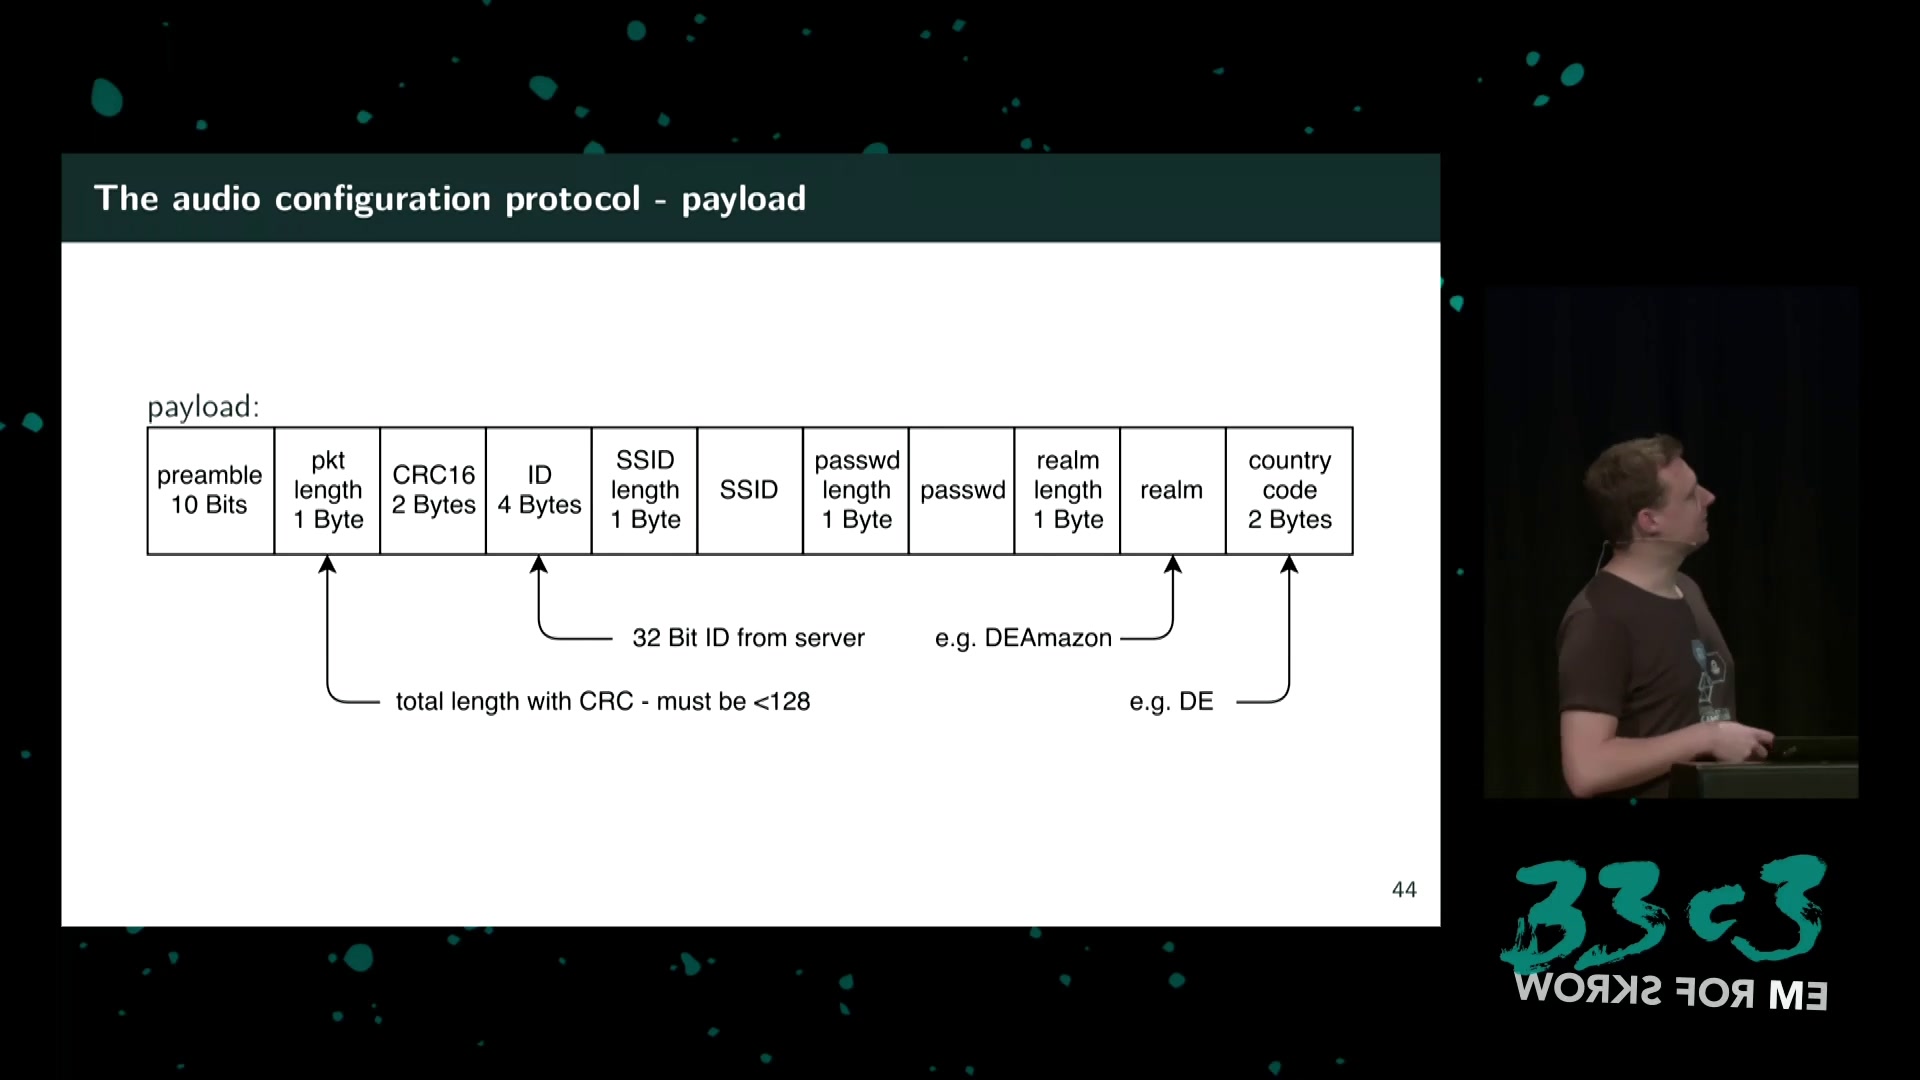 The audio configuration protocol - payload
payload:
preamble
10 Bits
pkt
length
1 Byte
CRC16
2 Bytes
ID
4 Bytes
SSID
length
1 Byte
SSID
passwd
length
1 Byte
passwd
realm
length
1 Byte
realm
country
code
2 Bytes
32 Bit ID from server
e.g. DEAmazon
total length with CRC - must be <128
e.g. DE
44
33c3
WORKS FOR ME